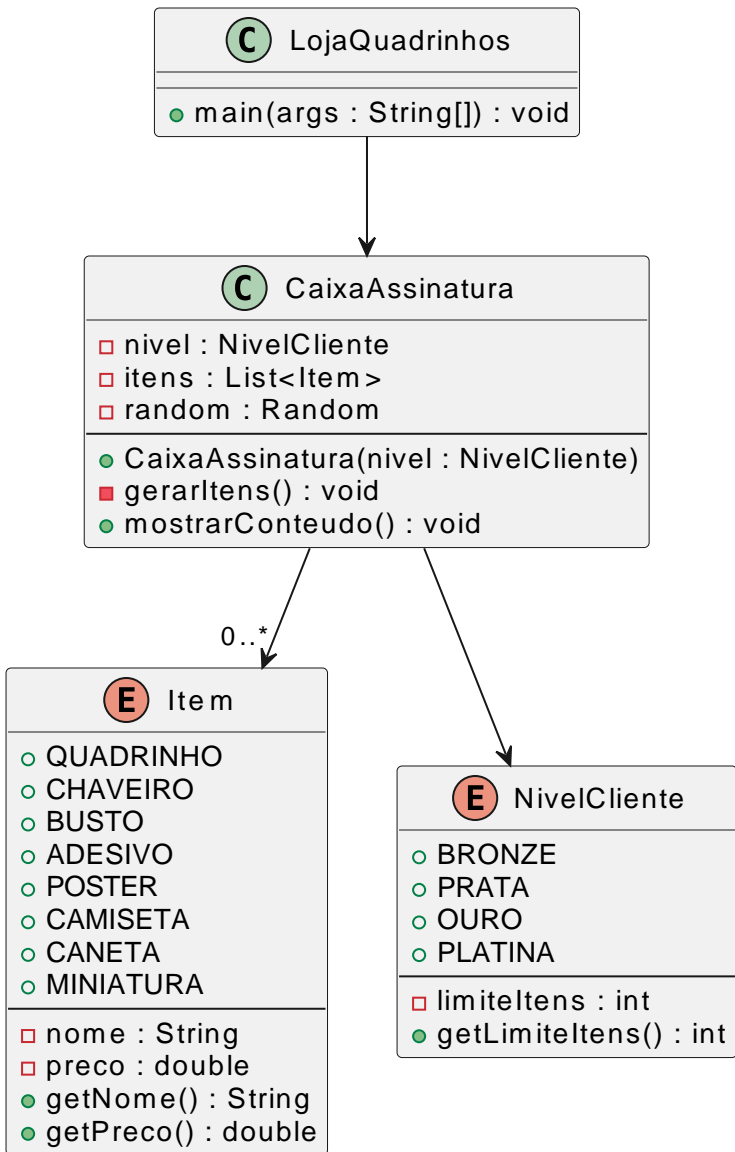 C LojaQuadrinhos
main(args : String[]) : void
C CaixaAssinatura
nivel : NivelCliente
itens : List<Item>
random : Random
CaixaAssinatura(nivel : NivelCliente)
gerarItens() : void
mostrarConteudo() : void
0..*
E Item
QUADRINHO
CHAVEIRO
BUSTO
ADESIVO
POSTER
CAMISETA
CANETA
MINIATURA
nome : String
preco : double
getNome() : String
getPreco() : double
E NivelCliente
BRONZE
PRATA
OURO
PLATINA
limiteItens : int
getLimiteItens() : int